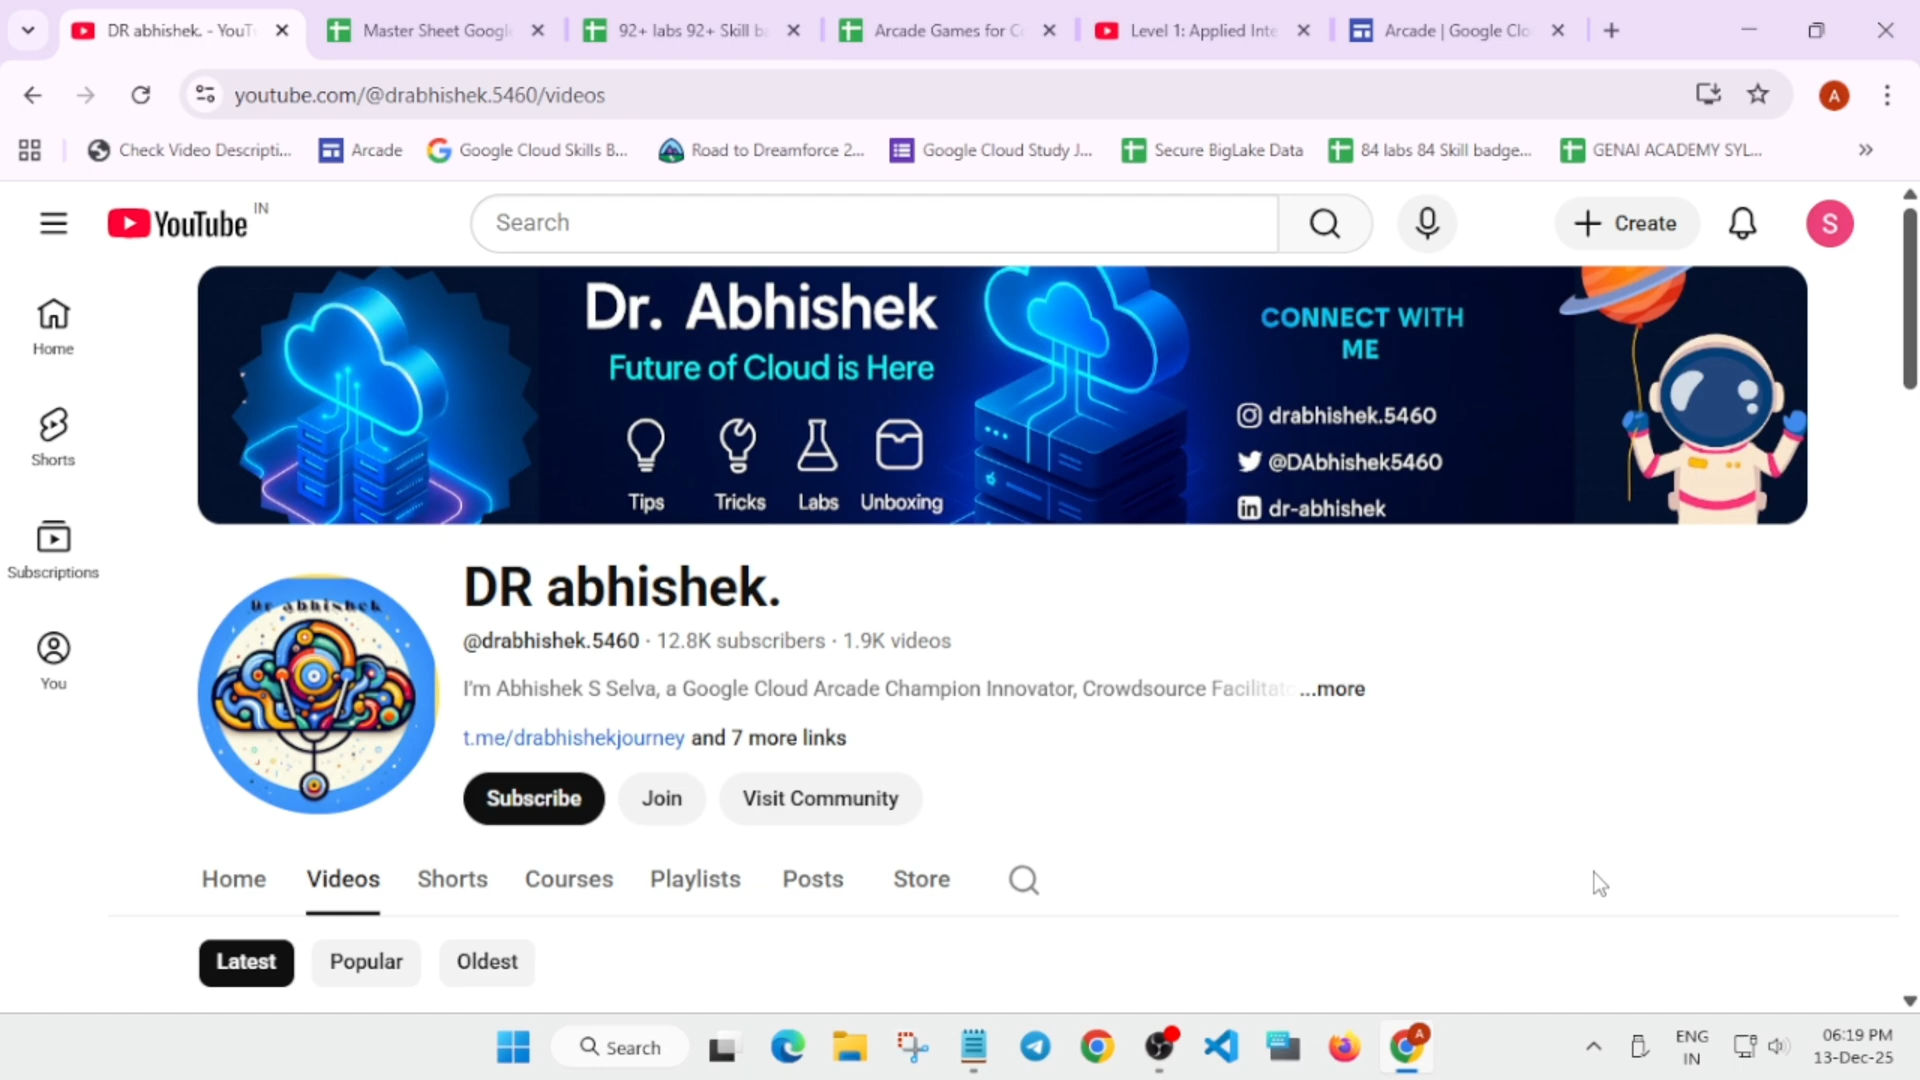 DR abhishek. - YouT
Master Sheet Googl
92+ labs 92+ Skill b
Arcade Games for C
Level 1: Applied Inte
Arcade | Google Clo
youtube.com/@drabhishek.5460/videos
A
Check Video Descripti...
Arcade
Google Cloud Skills B...
Road to Dreamforce 2...
Google Cloud Study J...
Secure BigLake Data
84 labs 84 Skill badge...
GENAI ACADEMY SYL...
YouTube IN
Search
Create
S
Home
Shorts
Subscriptions
You
Dr. Abhishek
Future of Cloud is Here
Tips
Tricks
Labs
Unboxing
CONNECT WITH
ME
drabhishek.5460
@DAbhishek5460
dr-abhishek
Dr abhishek
DR abhishek.
@drabhishek.5460 · 12.8K subscribers · 1.9K videos
I'm Abhishek S Selva, a Google Cloud Arcade Champion Innovator, Crowdsource Facilitato ...more
t.me/drabhishekjourney and 7 more links
Subscribe
Join
Visit Community
Home
Videos
Shorts
Courses
Playlists
Posts
Store
Latest
Popular
Oldest
Search
A
ENG
IN
06:19 PM
13-Dec-25